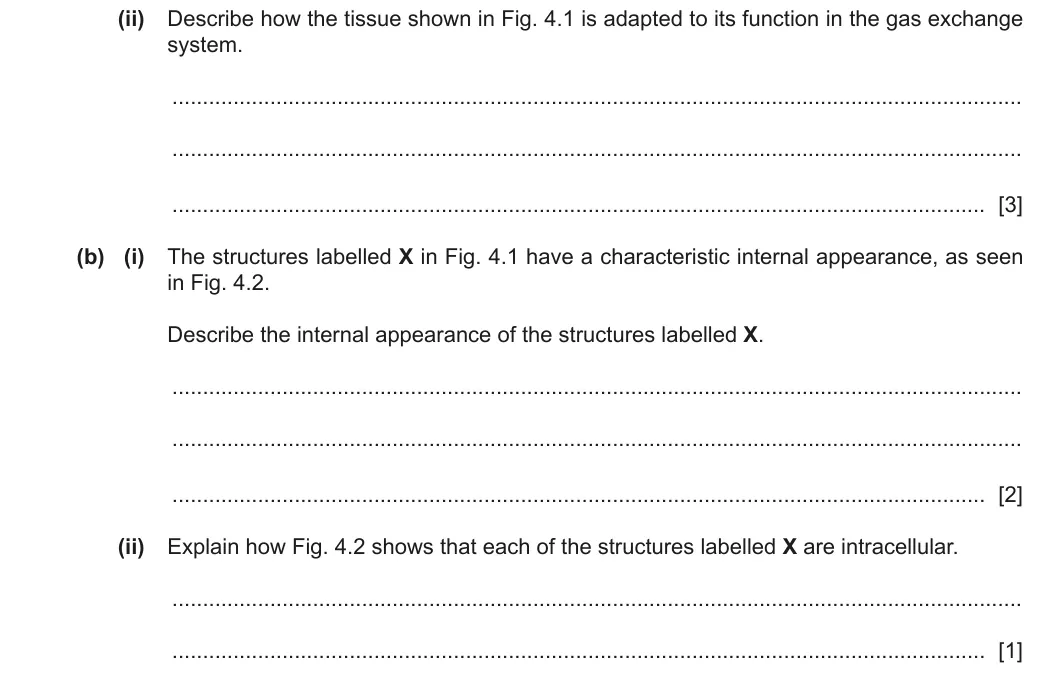 (ii) Describe how the tissue shown in Fig. 4.1 is adapted to its function in the gas exchange
system.
..........................................................................................................................................
..........................................................................................................................................
.................................................................................................................................... [3]
(b) (i) The structures labelled X in Fig. 4.1 have a characteristic internal appearance, as seen
in Fig. 4.2.
Describe the internal appearance of the structures labelled X.
..........................................................................................................................................
..........................................................................................................................................
.................................................................................................................................... [2]
(ii) Explain how Fig. 4.2 shows that each of the structures labelled X are intracellular.
..........................................................................................................................................
.................................................................................................................................... [1]